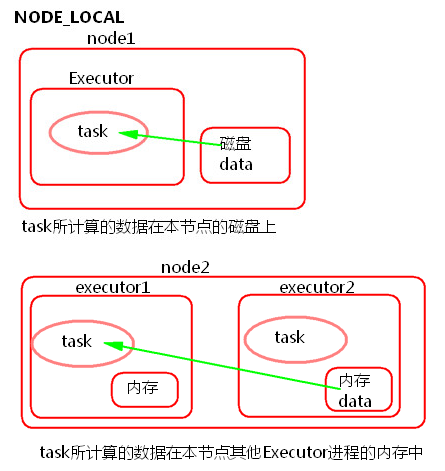 NODE_LOCAL
node1
Executor
task
磁盘
data
task所计算的数据在本节点的磁盘上
node2
executor1
executor2
task
内存
task
内存
data
task所计算的数据在本节点其他Executor进程的内存中